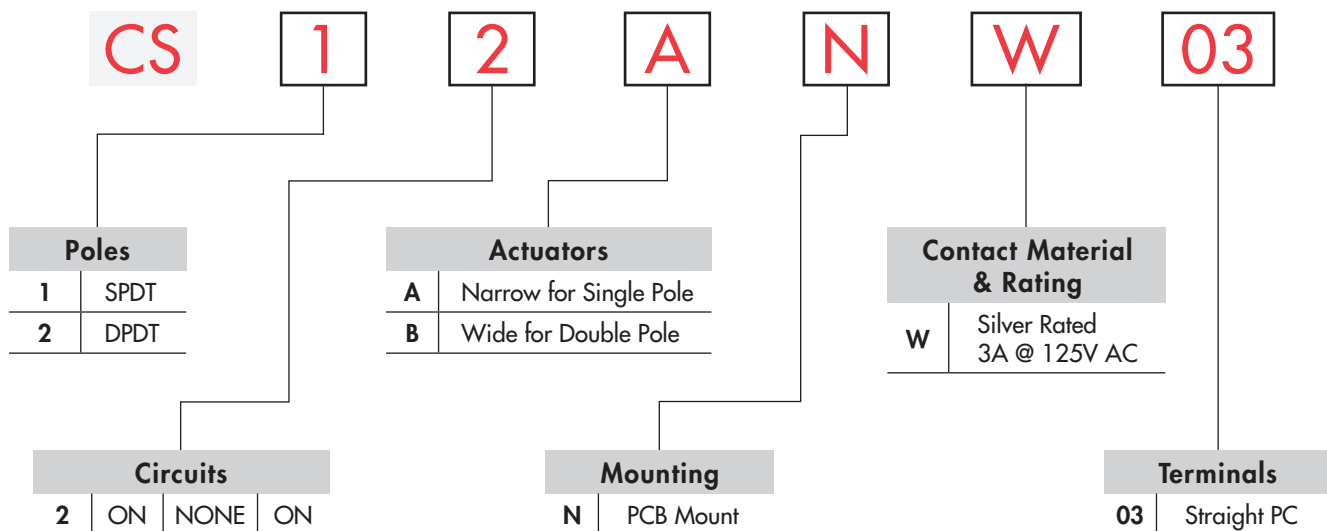 CS 1 2 A N W 03
Poles
1 SPDT
2 DPDT
Actuators
A Narrow for Single Pole
B Wide for Double Pole
Contact Material
& Rating
W Silver Rated
3A @ 125V AC
Circuits
2 ON NONE ON
Mounting
N PCB Mount
Terminals
03 Straight PC